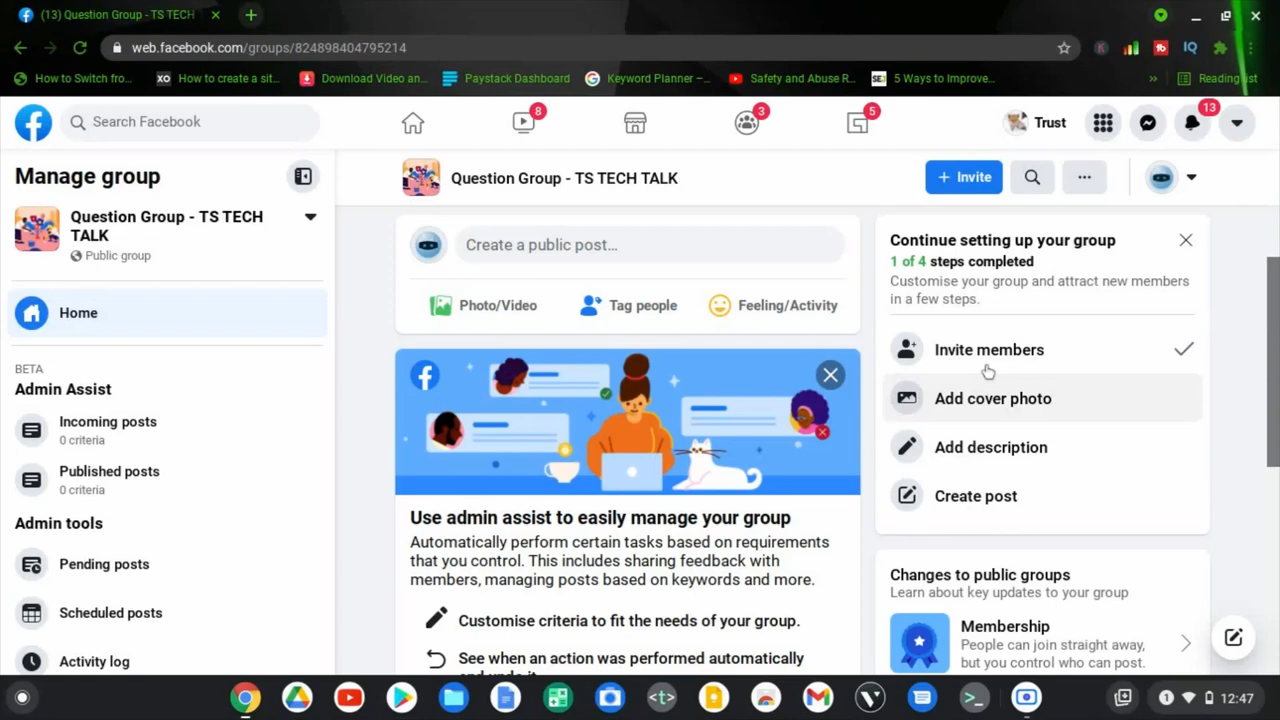 (13) Question Group - TS TECH
web.facebook.com/groups/824898404795214
How to Switch fro...
XO How to create a sit...
Download Video an...
Paystack Dashboard
Keyword Planner –...
Safety and Abuse R...
5 Ways to Improve...
»
Reading list
Search Facebook
8
3
5
Trust
13
Manage group
Question Group - TS TECH
TALK
Public group
Home
BETA
Admin Assist
Incoming posts
0 criteria
Published posts
0 criteria
Admin tools
Pending posts
Scheduled posts
Activity log
Question Group - TS TECH TALK
+ Invite
Create a public post...
Photo/Video
Tag people
Feeling/Activity
Use admin assist to easily manage your group
Automatically perform certain tasks based on requirements
that you control. This includes sharing feedback with
members, managing posts based on keywords and more.
Customise criteria to fit the needs of your group.
See when an action was performed automatically
and undo it.
Continue setting up your group
1 of 4 steps completed
Customise your group and attract new members
in a few steps.
Invite members
Add cover photo
Add description
Create post
Changes to public groups
Learn about key updates to your group
Membership
People can join straight away,
but you control who can post.
1
12:47